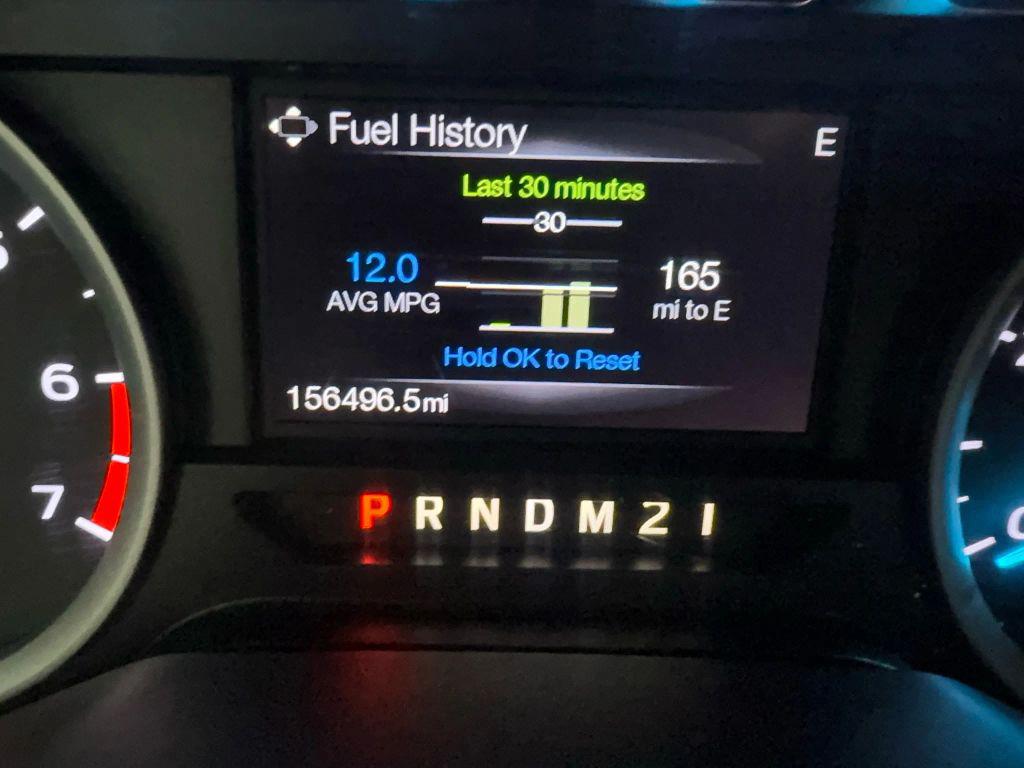 Fuel History
E
Last 30 minutes
30
12.0
AVG MPG
165
mi to E
Hold OK to Reset
156496.5mi
6
7
P R N D M 2 1